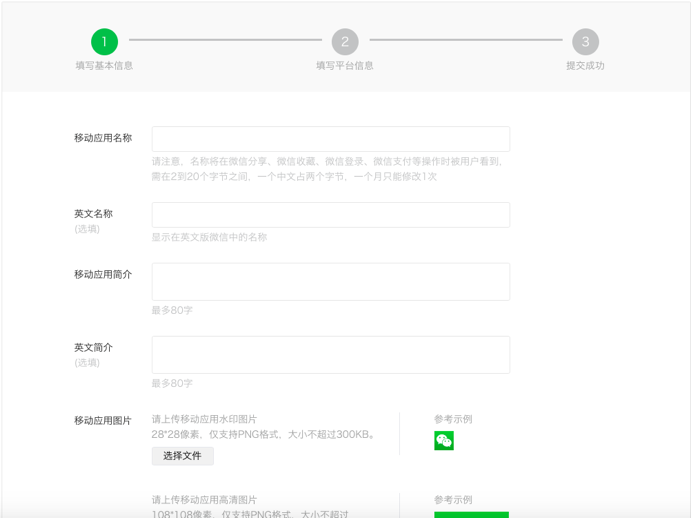 1
2
3
填写基本信息
填写平台信息
提交成功
移动应用名称
请注意，名称将在微信分享、微信收藏、微信登录、微信支付等操作时被用户看到，
需在2到20个字节之间，一个中文占两个字节，一个月只能修改1次
英文名称
(选填)
显示在英文版微信中的名称
移动应用简介
最多80字
英文简介
(选填)
最多80字
移动应用图片
请上传移动应用水印图片
28*28像素，仅支持PNG格式，大小不超过300KB。
选择文件
参考示例
请上传移动应用高清图片
108*108像素，仅支持PNG格式，大小不超过
参考示例